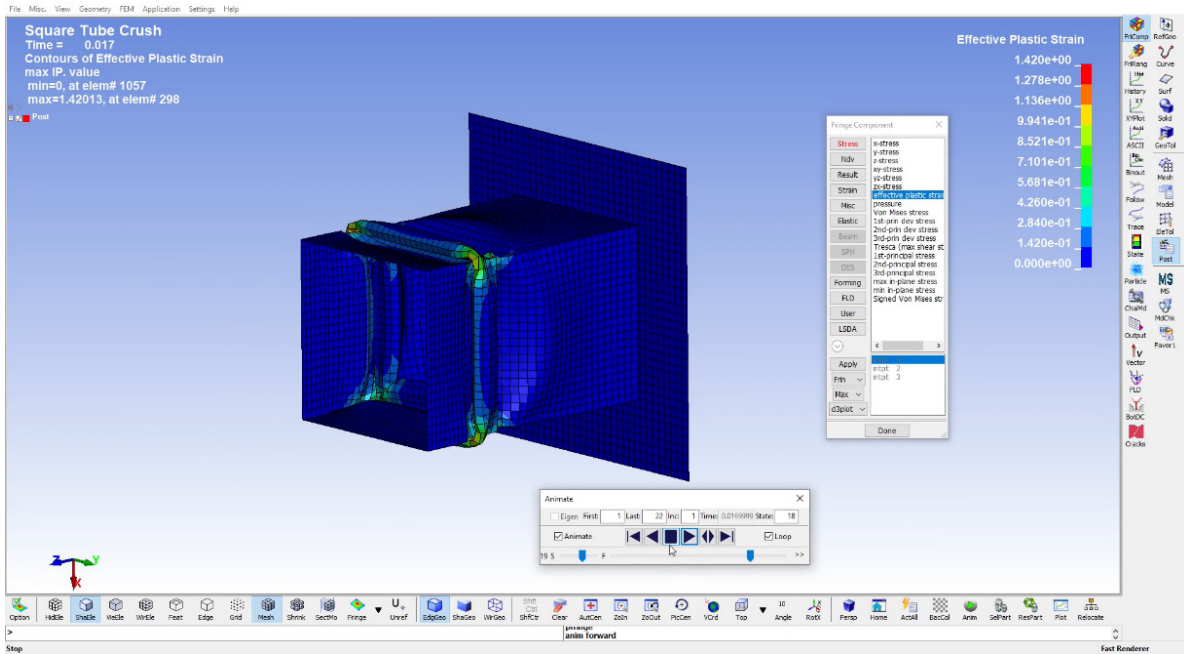 File Misc. View Geometry FEM Application Settings Help
Square Tube Crush
Time = 0.017
Contours of Effective Plastic Strain
max IP. value
min=0, at elem# 1057
max=1.42013, at elem# 298
Post
Effective Plastic Strain
1.420e+00
1.278e+00
1.136e+00
9.941e-01
8.521e-01
7.101e-01
5.681e-01
4.260e-01
2.840e-01
1.420e-01
0.000e+00
Fringe Component
Stress
Ndv
Result
Strain
Misc
Elastic
Beam
SPH
DES
Forming
FLD
User
LSDA
Apply
Frin
Max
d3plot
x-stress
y-stress
z-stress
xy-stress
yz-stress
zx-stress
effective plastic strai
pressure
Von Mises stress
1st-prin dev stress
2nd-prin dev stress
3rd-prin dev stress
Tresca (max shear st
1st-principal stress
2nd-principal stress
3rd-principal stress
max in-plane stress
min in-plane stress
Signed Von Mises str
intpt 2
intpt 3
Done
Animate
Eigen First: 1 Last: 22 Inc: 1 Time: 0.0169999 State: 18
Animate Loop
19 S F >>
Z Y X
FriComp RefGeo
FriRang Curve
History Surf
XYPlot Solid
ASCII GeoTol
Binout Mesh
Follow Model
Trace EleTol
State Post
Particle MS
ChaMd MdChk
Output Favor1
Vector
FLD
BotDC
Cracks
Option HidEle ShaEle VieEle WirEle Feat Edge Grid Mesh Shrink SectMo Fringe Unref EdgGeo ShaGeo WirGeo ShfCtr Clear AutCen ZoIn ZoOut PicCen VCrd Top Angle RotX Persp Home ActAll BacCol Anim SelPart ResPart Plot Relocate
Shft
Ctrl
10
>
anim forward
Stop Fast Renderer